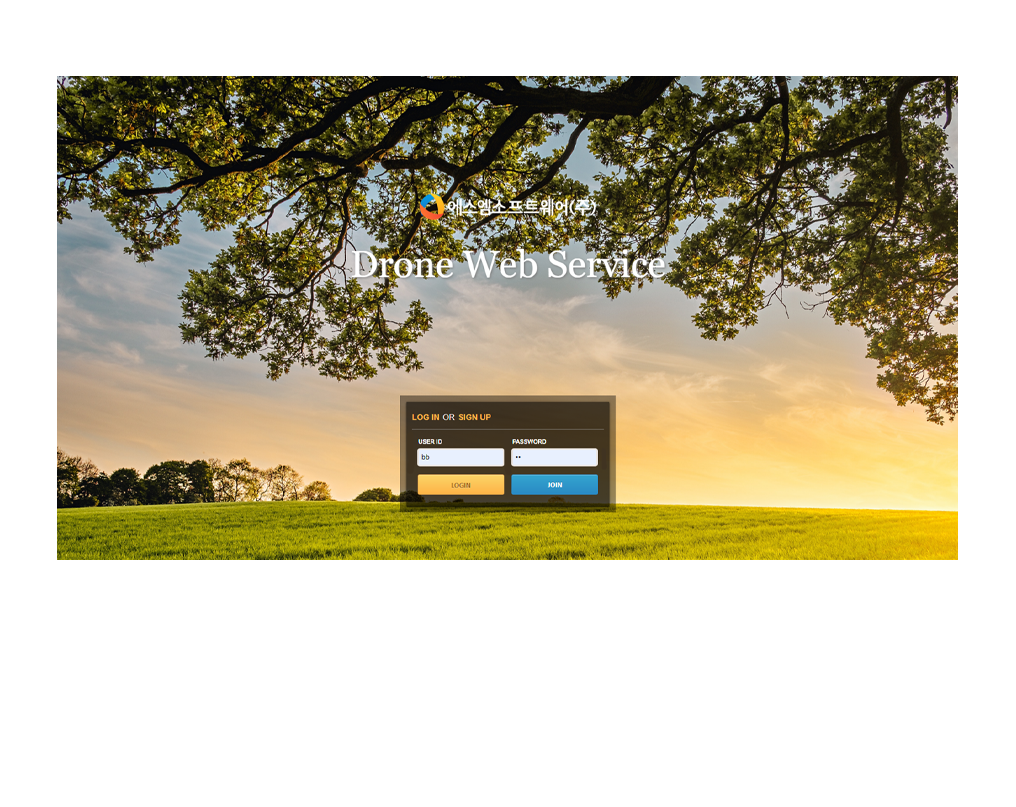 에스엠소프트웨어(주)
Drone Web Service
LOG IN OR SIGN UP
USER ID PASSWORD
bb ••
LOGIN JOIN